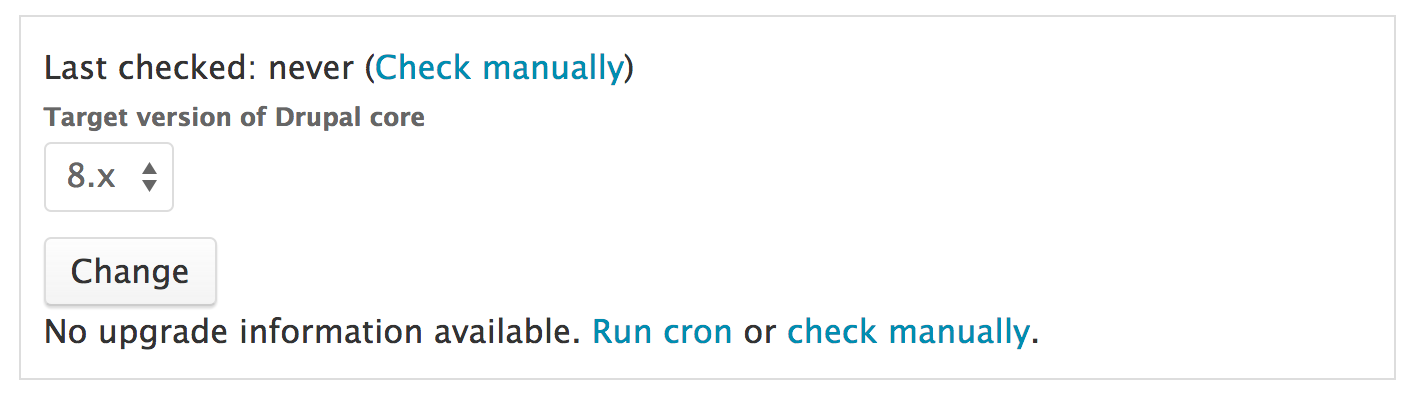 Last checked: never (Check manually)
Target version of Drupal core
8.x
Change
No upgrade information available. Run cron or check manually.